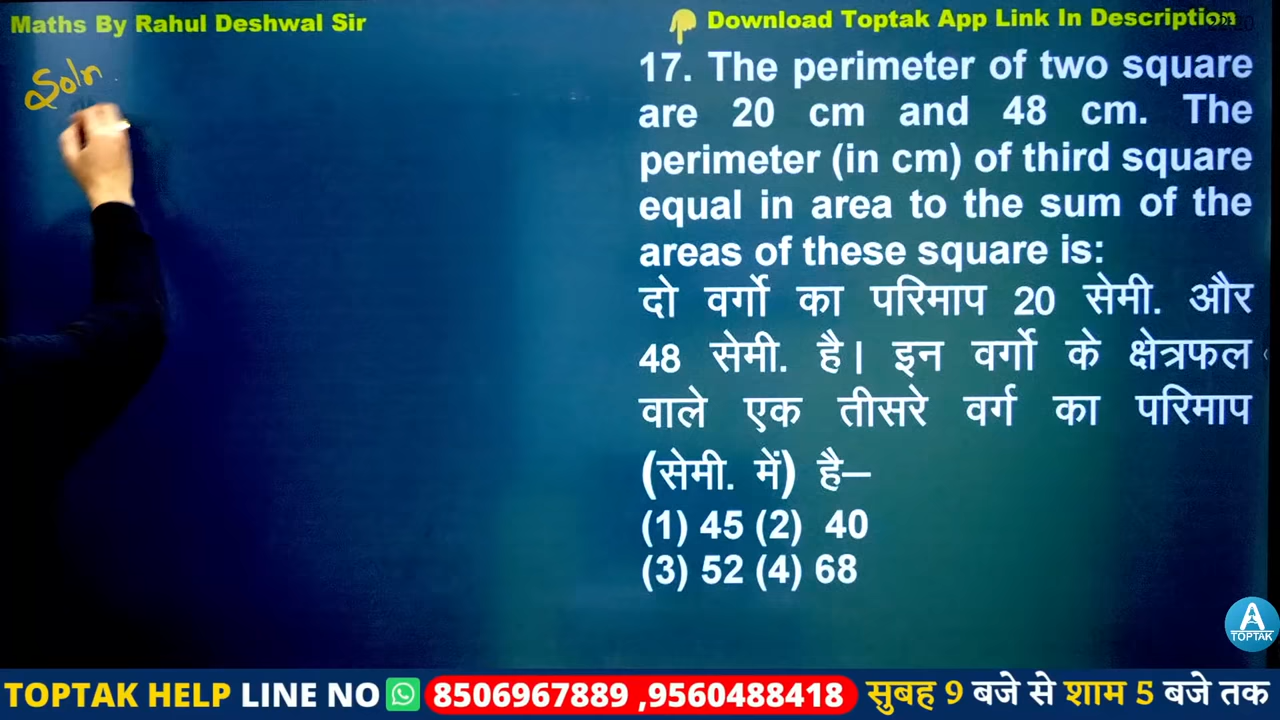 Maths By Rahul Deshwal Sir
Download Toptak App Link In Description
Soln
17. The perimeter of two square
are 20 cm and 48 cm. The
perimeter (in cm) of third square
equal in area to the sum of the
areas of these square is:
दो वर्गो का परिमाप 20 सेमी. और
48 सेमी. है। इन वर्गो के क्षेत्रफल
वाले एक तीसरे वर्ग का परिमाप
(सेमी. में) है–
(1) 45 (2) 40
(3) 52 (4) 68
A
TOPTAK
TOPTAK HELP LINE NO 8506967889 ,9560488418 सुबह 9 बजे से शाम 5 बजे तक